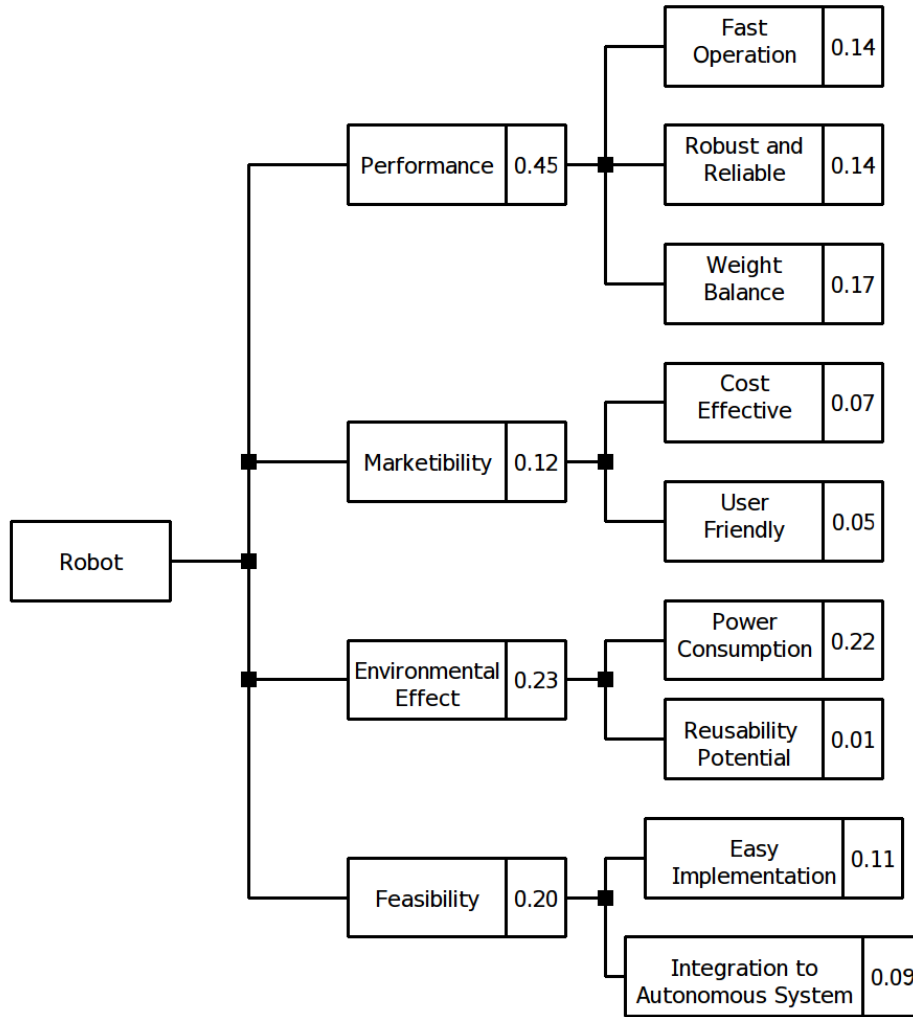 Robot
Performance 0.45
Fast
Operation
0.14
Robust and
Reliable
0.14
Weight
Balance
0.17
Marketibility 0.12
Cost
Effective
0.07
User
Friendly
0.05
Environmental
Effect
0.23
Power
Consumption
0.22
Reusability
Potential
0.01
Feasibility 0.20
Easy
Implementation
0.11
Integration to
Autonomous System
0.09